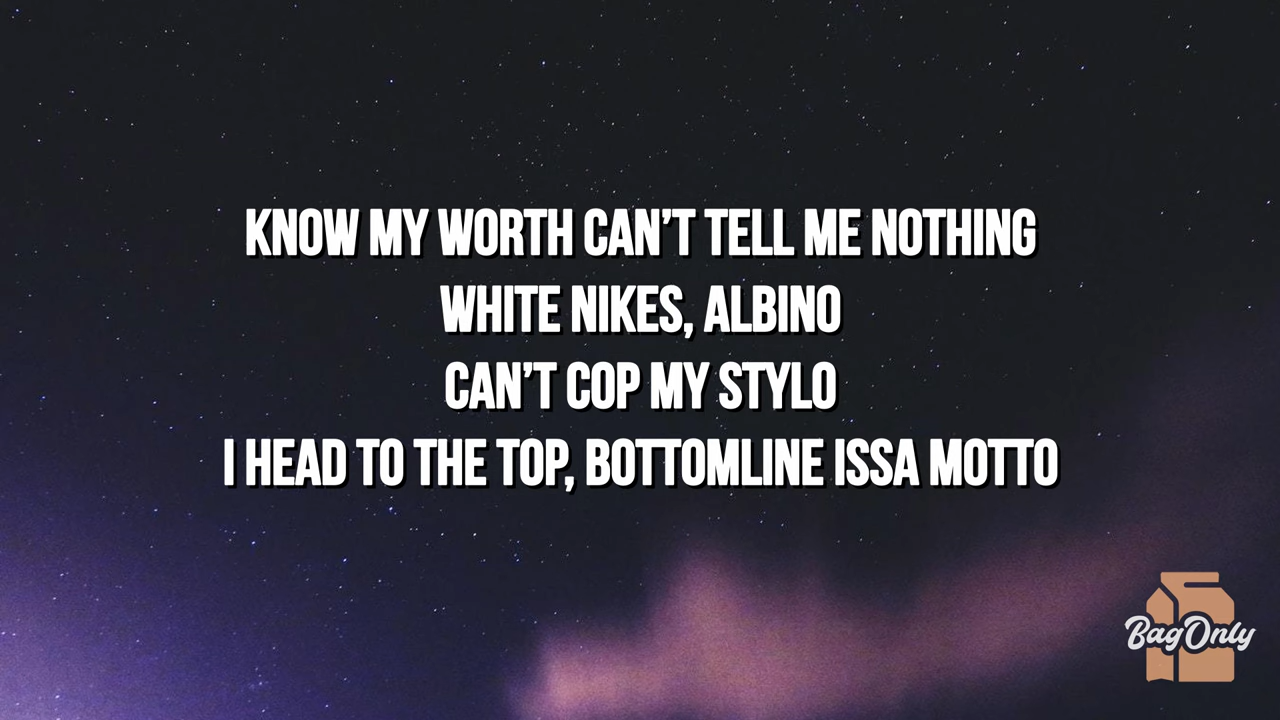 KNOW MY WORTH CAN'T TELL ME NOTHING
WHITE NIKES, ALBINO
CAN'T COP MY STYLO
I HEAD TO THE TOP, BOTTOMLINE ISSA MOTTO
BagOnly